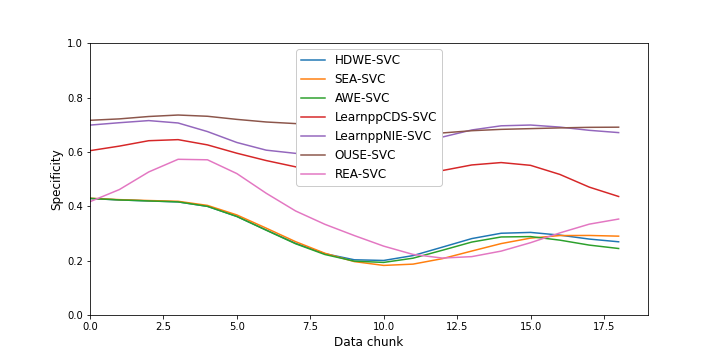 1.0
0.8
0.6
0.4
0.2
0.0
Specificity
HDWE-SVC
SEA-SVC
AWE-SVC
LearnppCDS-SVC
LearnppNIE-SVC
OUSE-SVC
REA-SVC
0.0 2.5 5.0 7.5 10.0 12.5 15.0 17.5
Data chunk